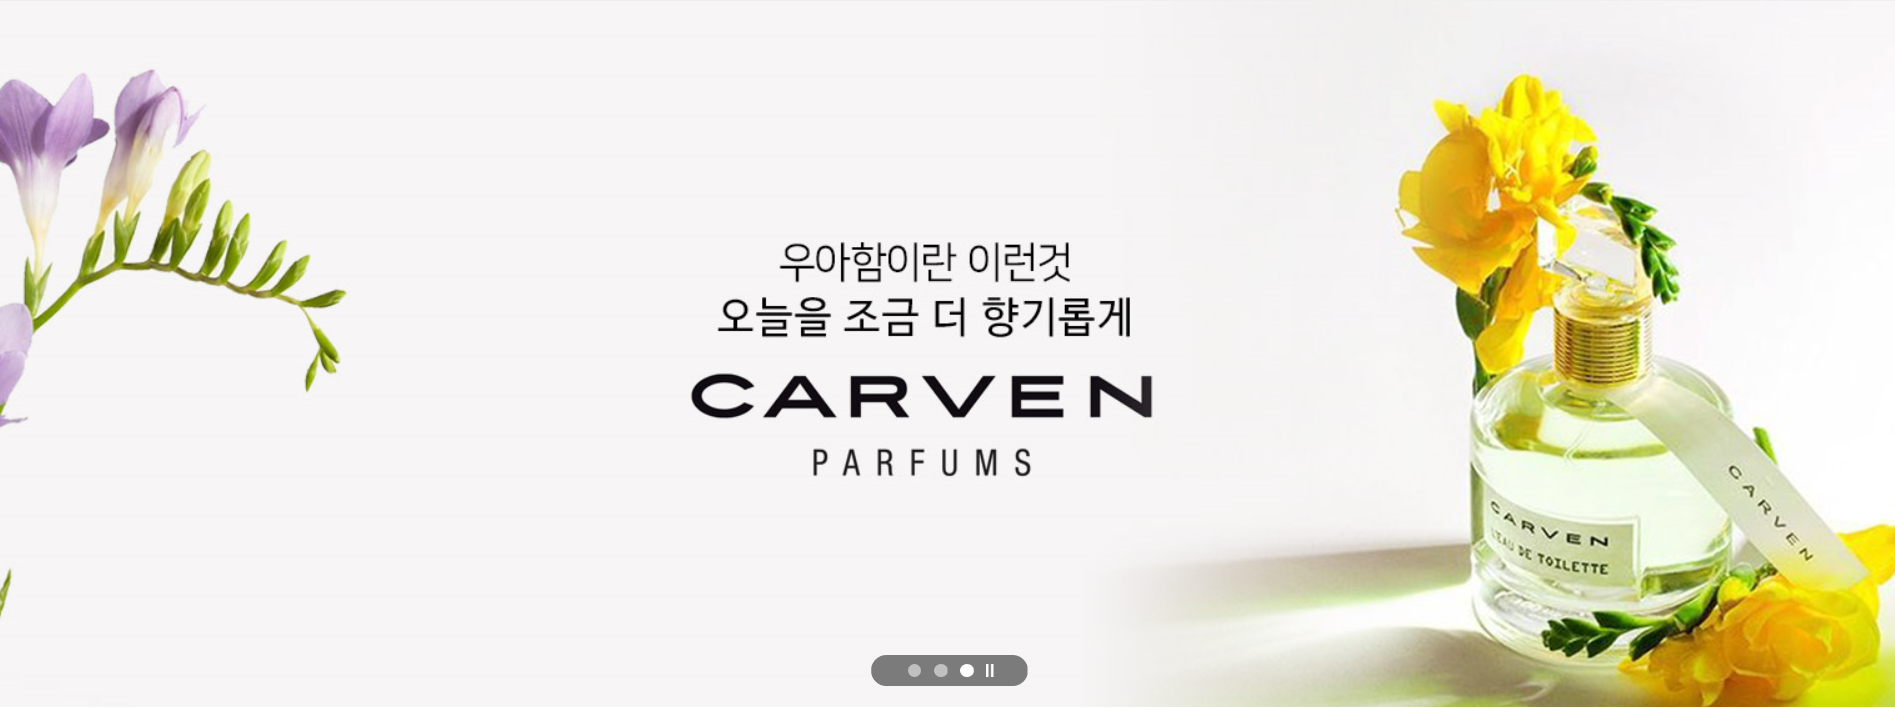 우아함이란 이런것
오늘을 조금 더 향기롭게
CARVEN
PARFUMS
CARVEN
L'EAU DE TOILETTE
CARVEN